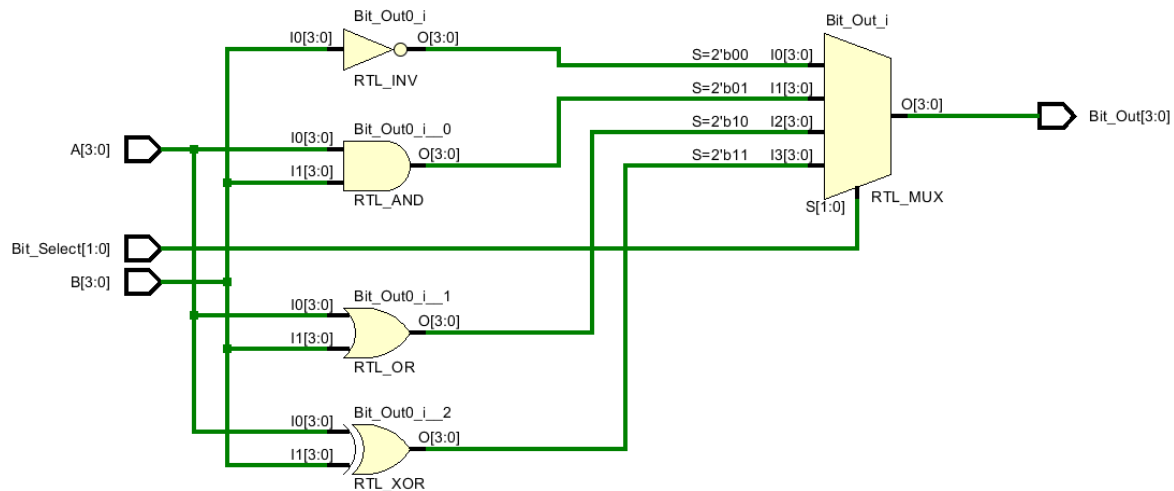 Bit_Out0_i
I0[3:0]
O[3:0]
RTL_INV
Bit_Out_i
S=2'b00 I0[3:0]
S=2'b01 I1[3:0]
S=2'b10 I2[3:0]
S=2'b11 I3[3:0]
O[3:0]
S[1:0]
RTL_MUX
Bit_Out[3:0]
A[3:0]
Bit_Out0_i__0
I0[3:0]
I1[3:0]
O[3:0]
RTL_AND
Bit_Select[1:0]
B[3:0]
Bit_Out0_i__1
I0[3:0]
I1[3:0]
O[3:0]
RTL_OR
Bit_Out0_i__2
I0[3:0]
I1[3:0]
O[3:0]
RTL_XOR